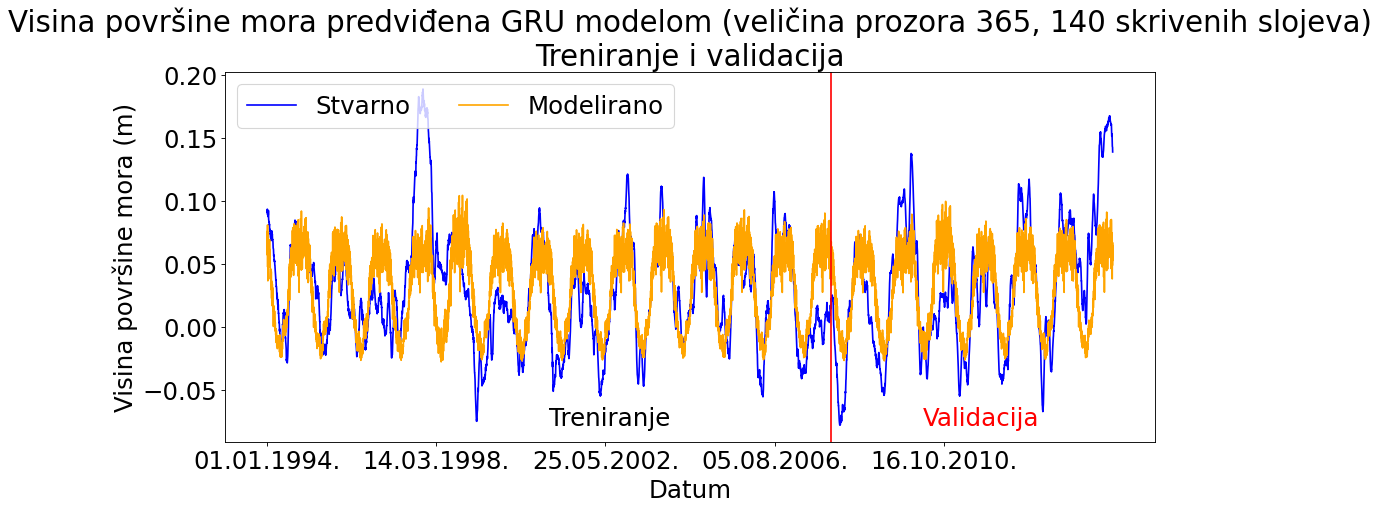 Visina površine mora predviđena GRU modelom (veličina prozora 365, 140 skrivenih slojeva)
Treniranje i validacija
Stvarno
Modelirano
Visina površine mora (m)
0.20
0.15
0.10
0.05
0.00
−0.05
Treniranje
Validacija
01.01.1994.
14.03.1998.
25.05.2002.
05.08.2006.
16.10.2010.
Datum